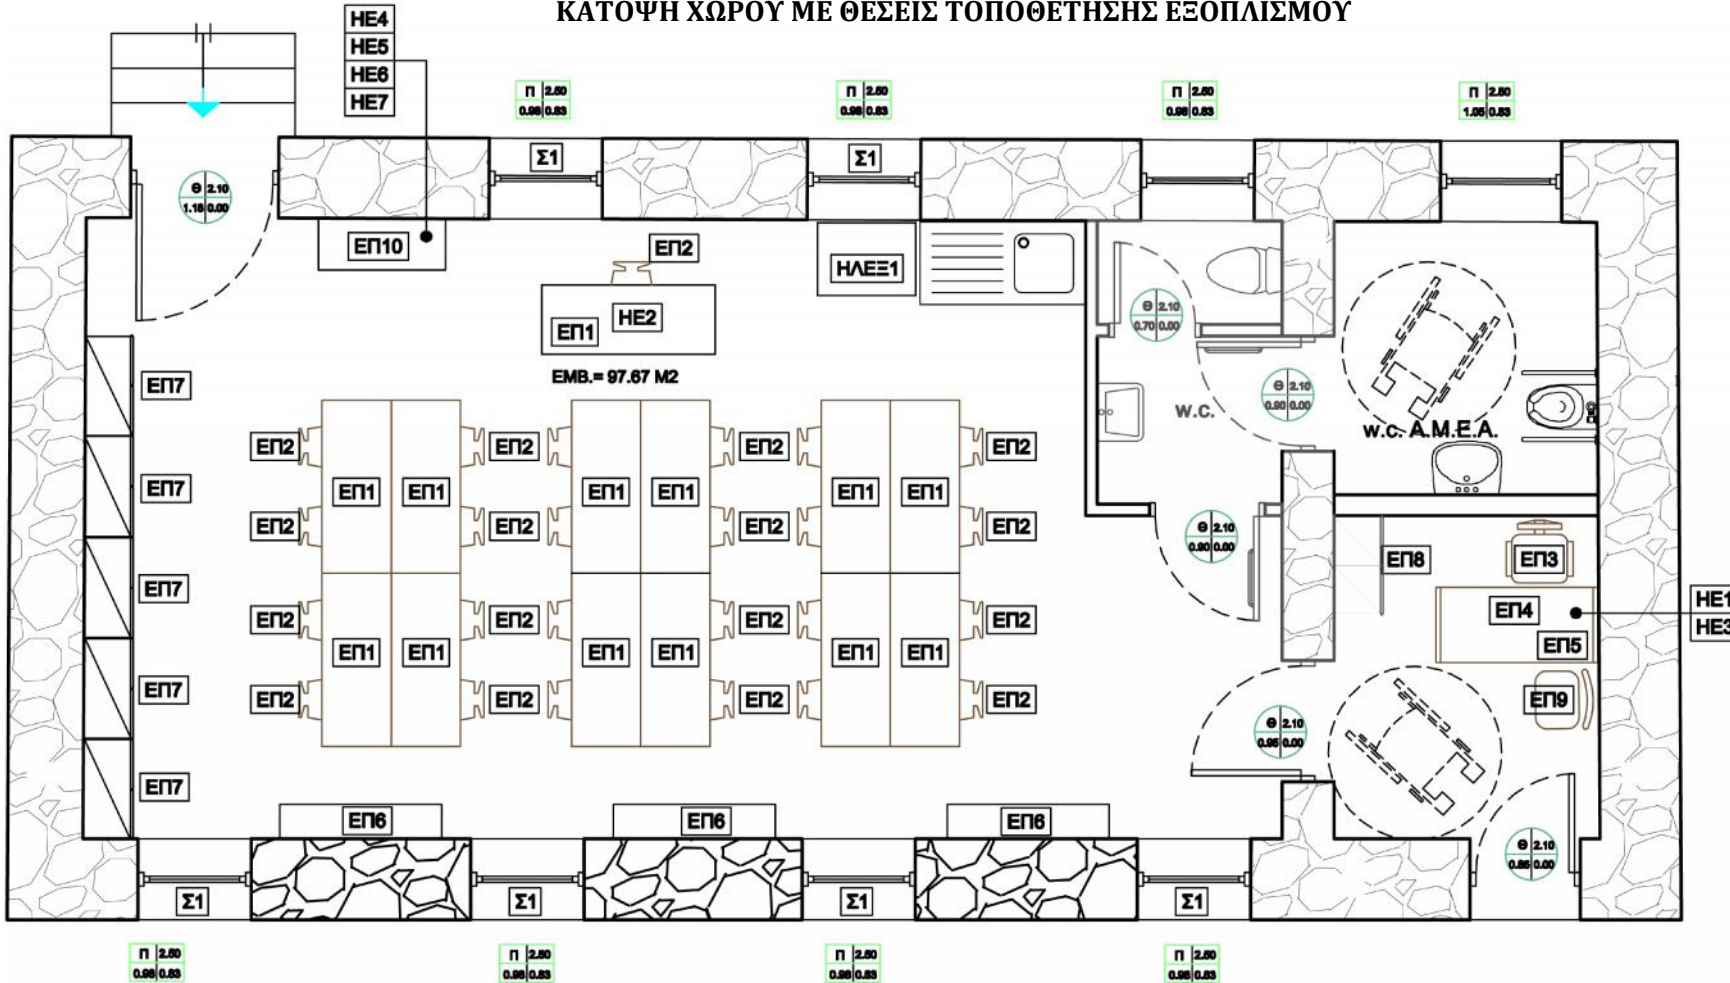 ΚΑΤΟΨΗ ΧΩΡΟΥ ΜΕ ΘΕΣΕΙΣ ΤΟΠΟΘΕΤΗΣΗΣ ΕΞΟΠΛΙΣΜΟΥ
ΗΕ4
ΗΕ5
ΗΕ6
ΗΕ7
Π 2.50
0.98 0.83
Π 2.50
0.98 0.83
Π 2.50
0.98 0.83
Π 2.50
1.05 0.83
Σ1
Σ1
Θ 2.10
1.18 0.00
ΕΠ10
ΕΠ2
ΗΛΕΞ1
ΗΕ2
ΕΠ1
ΕΜΒ.= 97.67 Μ2
Θ 2.10
0.70 0.00
Θ 2.10
0.90 0.00
W.C.
w.c. Α.Μ.Ε.Α.
ΕΠ7
ΕΠ7
ΕΠ7
ΕΠ7
ΕΠ7
ΕΠ2 ΕΠ2 ΕΠ2 ΕΠ2
ΕΠ1 ΕΠ1 ΕΠ1 ΕΠ1 ΕΠ1 ΕΠ1
ΕΠ2 ΕΠ2 ΕΠ2 ΕΠ2
ΕΠ2 ΕΠ2 ΕΠ2 ΕΠ2
ΕΠ1 ΕΠ1 ΕΠ1 ΕΠ1 ΕΠ1 ΕΠ1
ΕΠ2 ΕΠ2 ΕΠ2 ΕΠ2
Θ 2.10
0.90 0.00
ΕΠ8
ΕΠ3
ΕΠ4
ΕΠ5
ΗΕ1
ΗΕ3
ΕΠ9
Θ 2.10
0.95 0.00
Θ 2.10
0.85 0.00
ΕΠ6 ΕΠ6 ΕΠ6
Σ1 Σ1 Σ1 Σ1
Π 2.50
0.98 0.83
Π 2.50
0.98 0.83
Π 2.50
0.98 0.83
Π 2.50
0.98 0.83